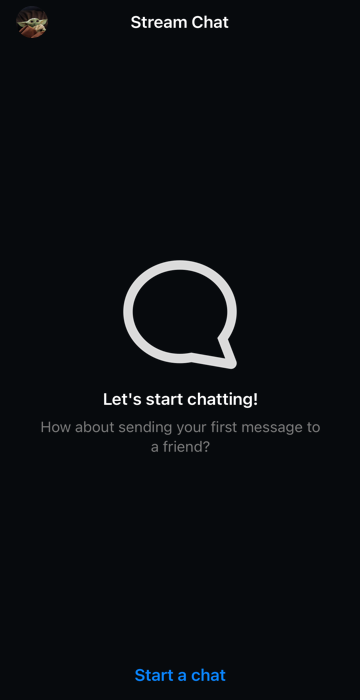 Stream Chat
Let's start chatting!
How about sending your first message to
a friend?
Start a chat